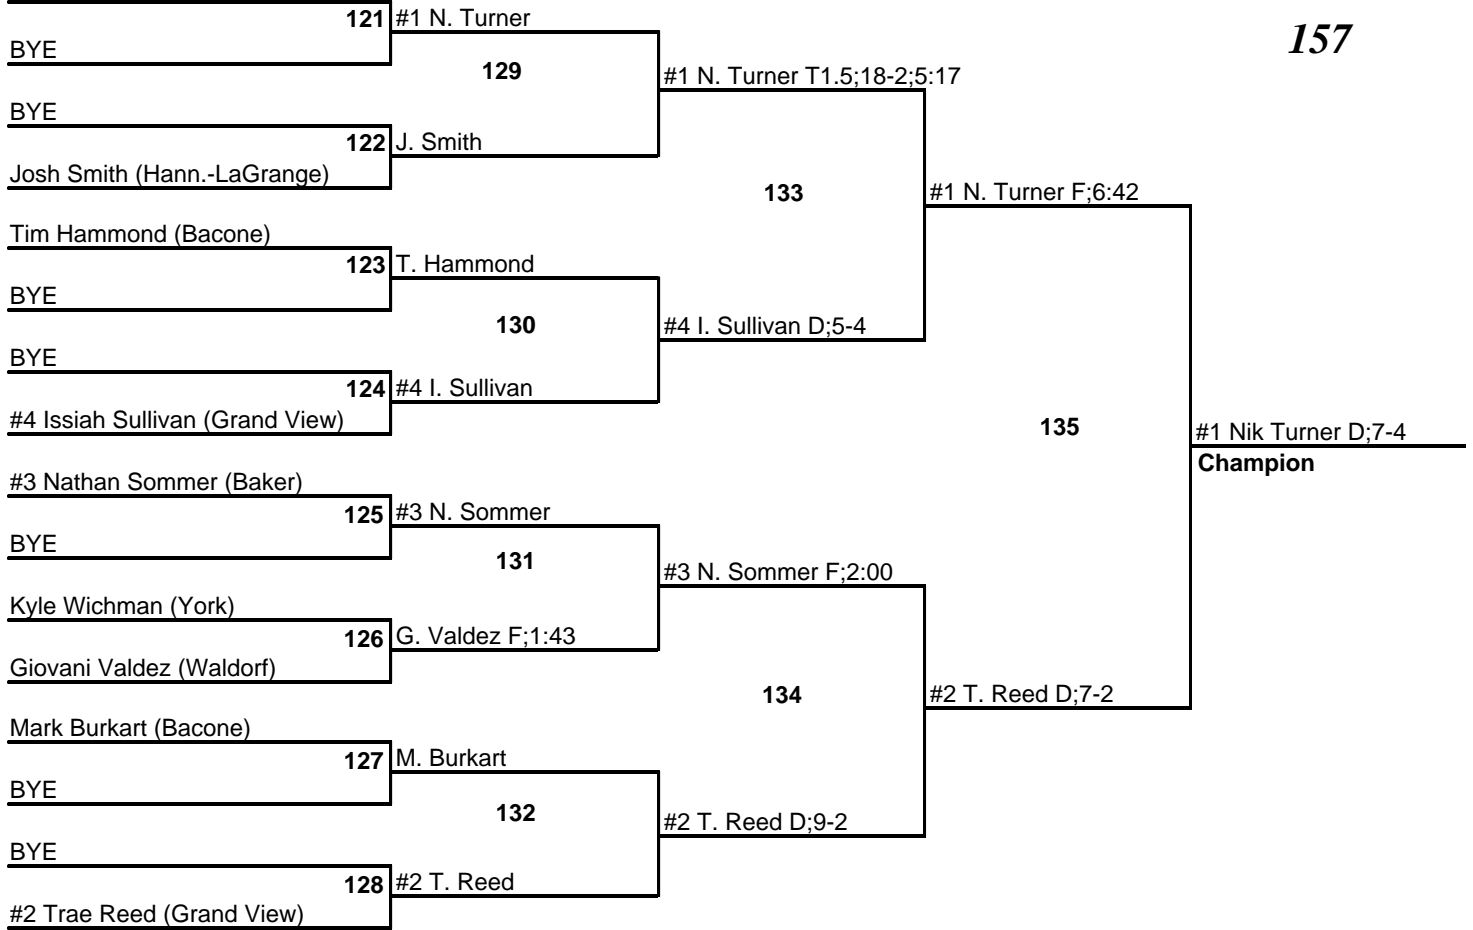 121 #1 N. Turner
157
BYE
129
#1 N. Turner T1.5;18-2;5:17
BYE
122 J. Smith
Josh Smith (Hann.-LaGrange)
133
#1 N. Turner F;6:42
Tim Hammond (Bacone)
123 T. Hammond
BYE
130
#4 I. Sullivan D;5-4
BYE
124 #4 I. Sullivan
#4 Issiah Sullivan (Grand View)
135
#1 Nik Turner D;7-4
Champion
#3 Nathan Sommer (Baker)
125 #3 N. Sommer
BYE
131
#3 N. Sommer F;2:00
Kyle Wichman (York)
126 G. Valdez F;1:43
Giovani Valdez (Waldorf)
134
#2 T. Reed D;7-2
Mark Burkart (Bacone)
127 M. Burkart
BYE
132
#2 T. Reed D;9-2
BYE
128 #2 T. Reed
#2 Trae Reed (Grand View)